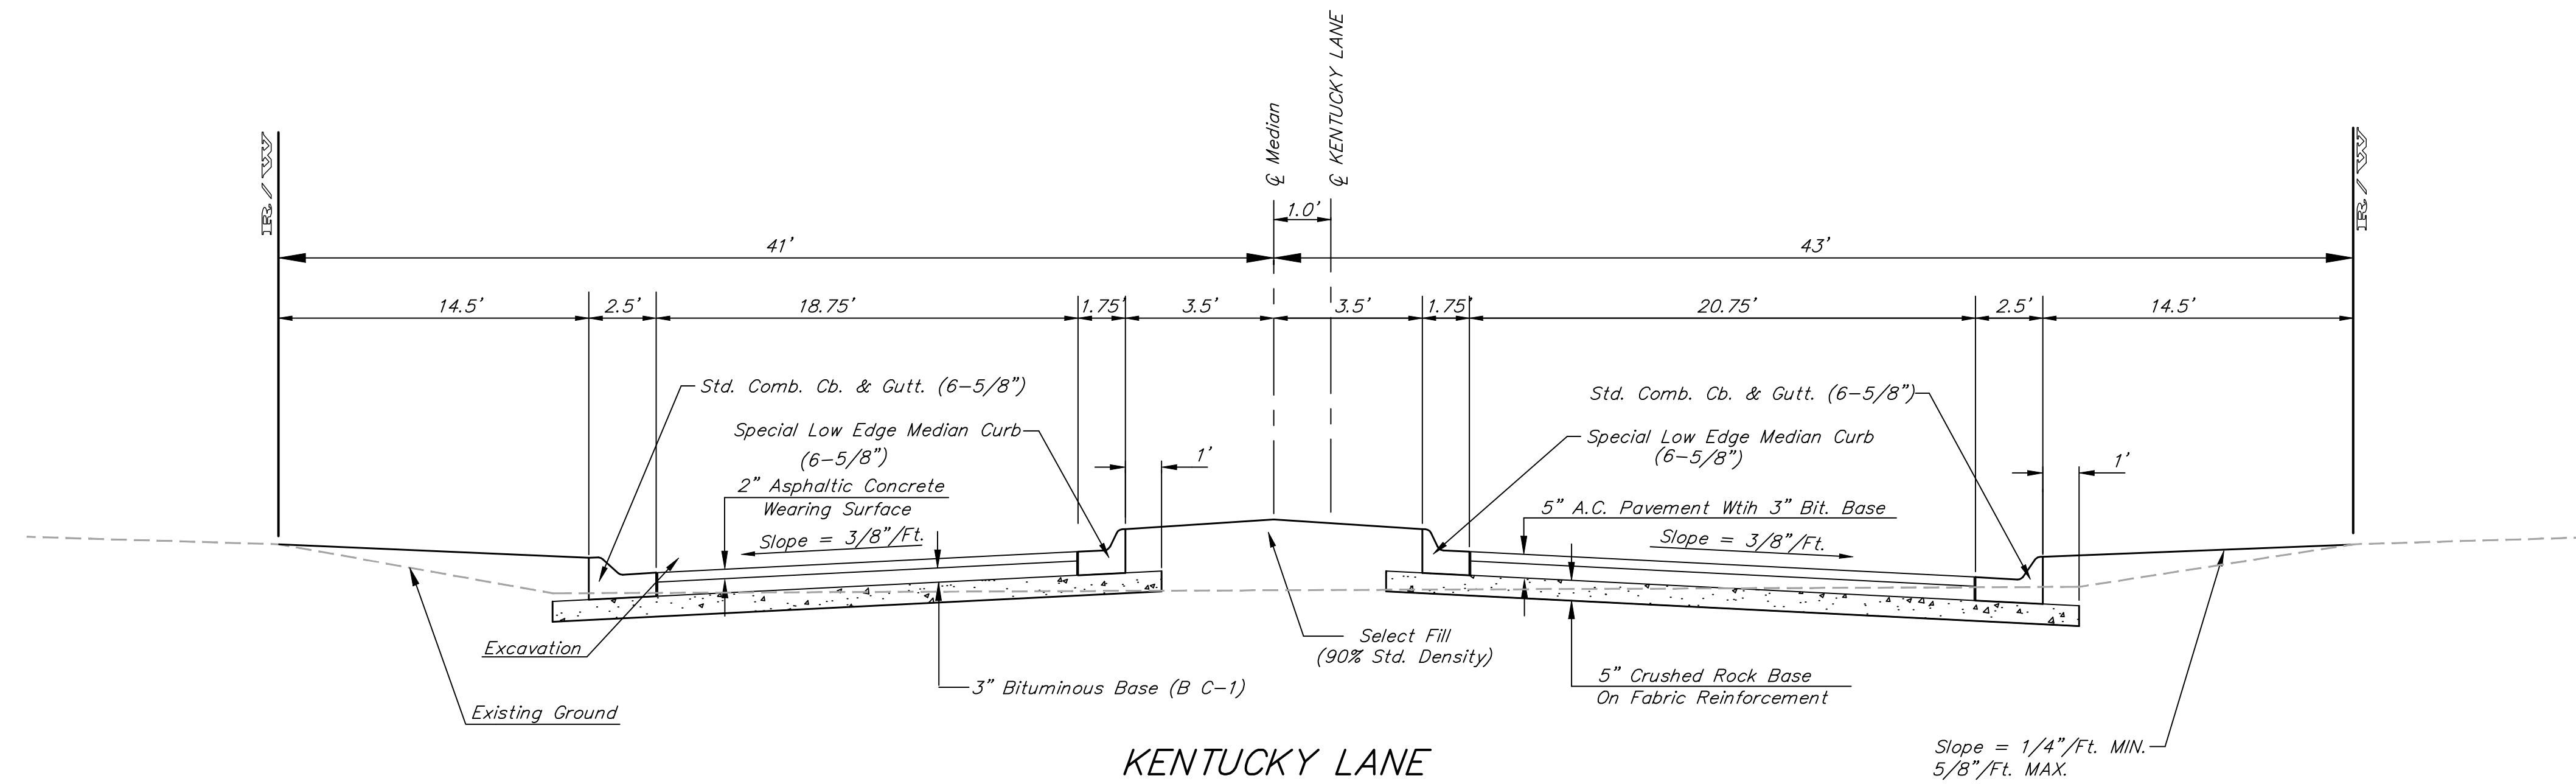 ℄ Median
℄ KENTUCKY LANE
R/W
R/W
1.0'
41'
43'
14.5'
2.5'
18.75'
1.75'
3.5'
3.5'
1.75'
20.75'
2.5'
14.5'
Std. Comb. Cb. & Gutt. (6-5/8")
Std. Comb. Cb. & Gutt. (6-5/8")
Special Low Edge Median Curb
(6-5/8")
Special Low Edge Median Curb
(6-5/8")
1'
1'
2" Asphaltic Concrete
Wearing Surface
Slope = 3/8"/Ft.
5" A.C. Pavement Wtih 3" Bit. Base
Slope = 3/8"/Ft.
Excavation
Select Fill
(90% Std. Density)
3" Bituminous Base (B C-1)
5" Crushed Rock Base
On Fabric Reinforcement
Existing Ground
Slope = 1/4"/Ft. MIN.
5/8"/Ft. MAX.
KENTUCKY LANE